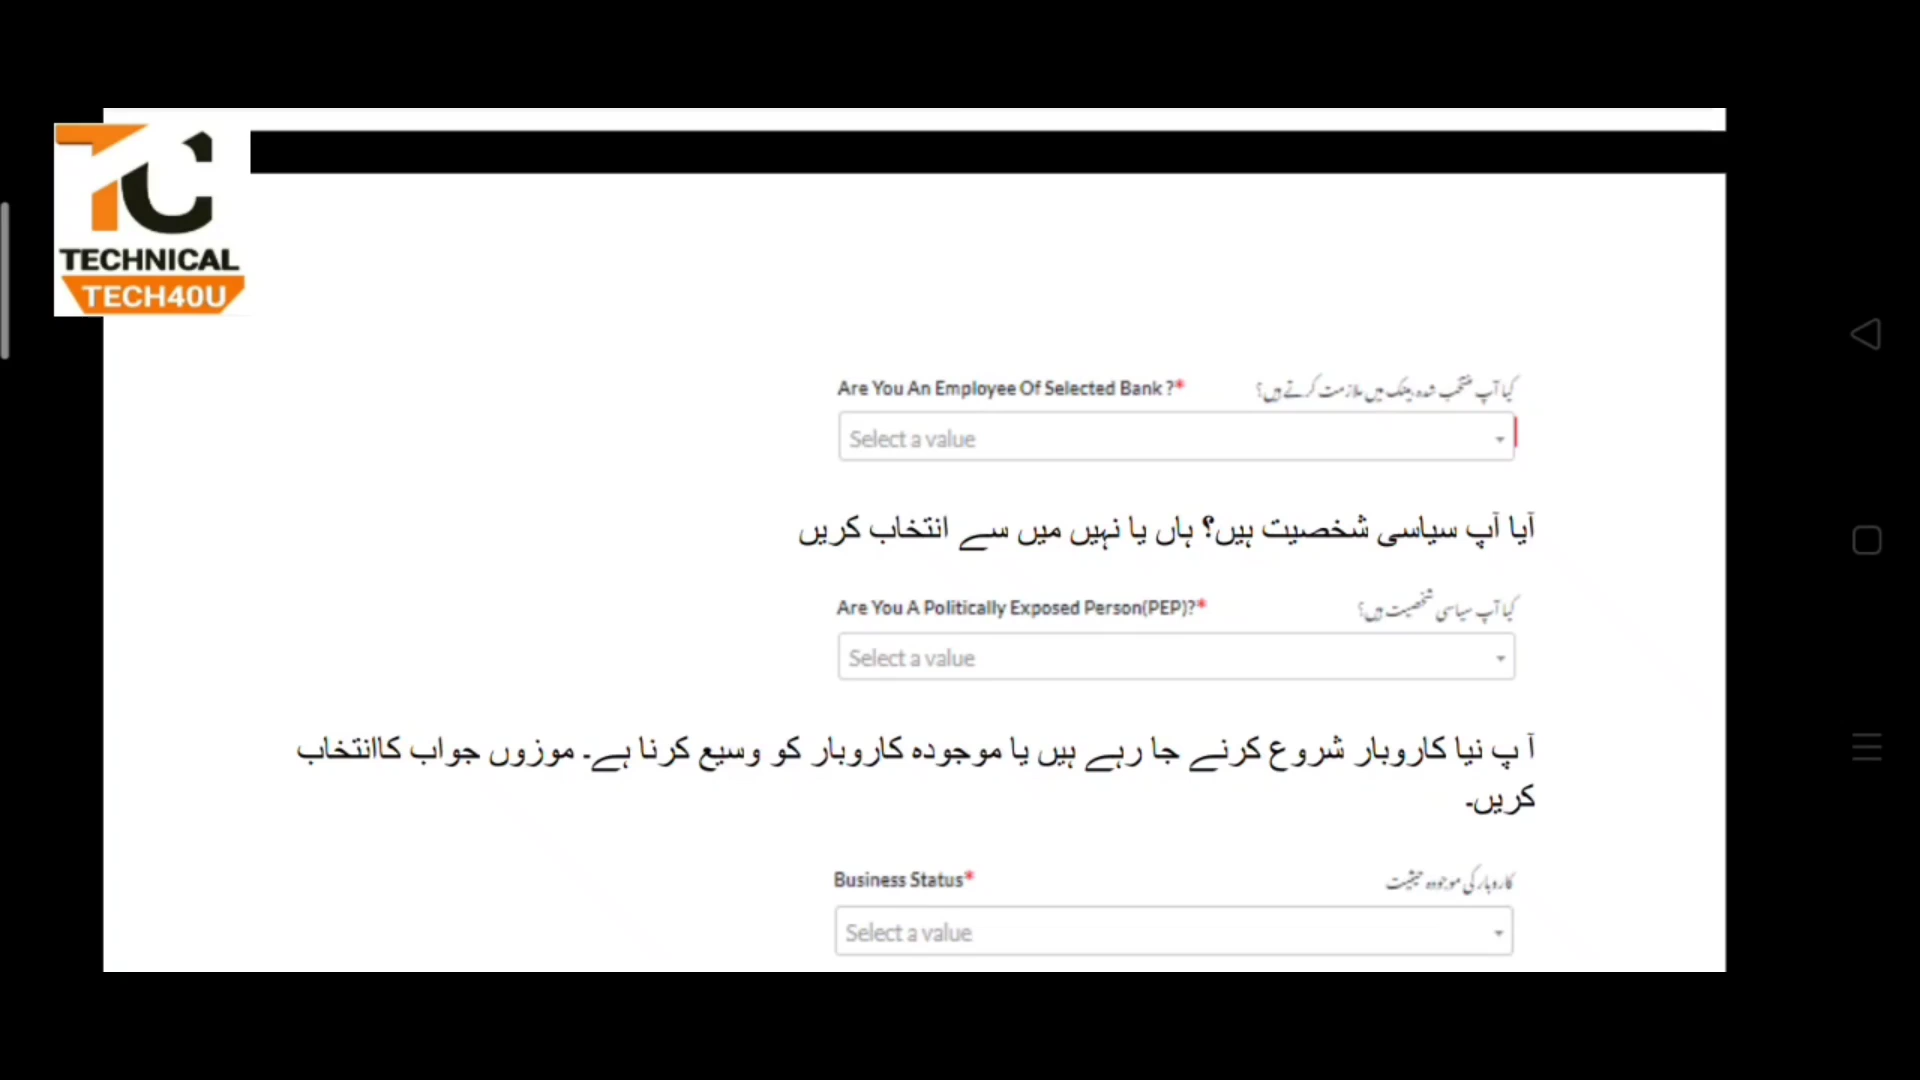 TC
TECHNICAL
TECH40U
Are You An Employee Of Selected Bank ?* کیا آپ منتخب شدہ بینک میں ملازمت کرتے ہیں؟
Select a value
آیا آپ سیاسی شخصیت ہیں؟ ہاں یا نہیں میں سے انتخاب کریں
Are You A Politically Exposed Person(PEP)?* کیا آپ سیاسی شخصیت ہیں؟
Select a value
آ پ نیا کاروبار شروع کرنے جا رہے ہیں یا موجودہ کاروبار کو وسیع کرنا ہے۔ موزوں جواب کاانتخاب
کریں۔
Business Status* کاروبار کی موجودہ حیثیت
Select a value